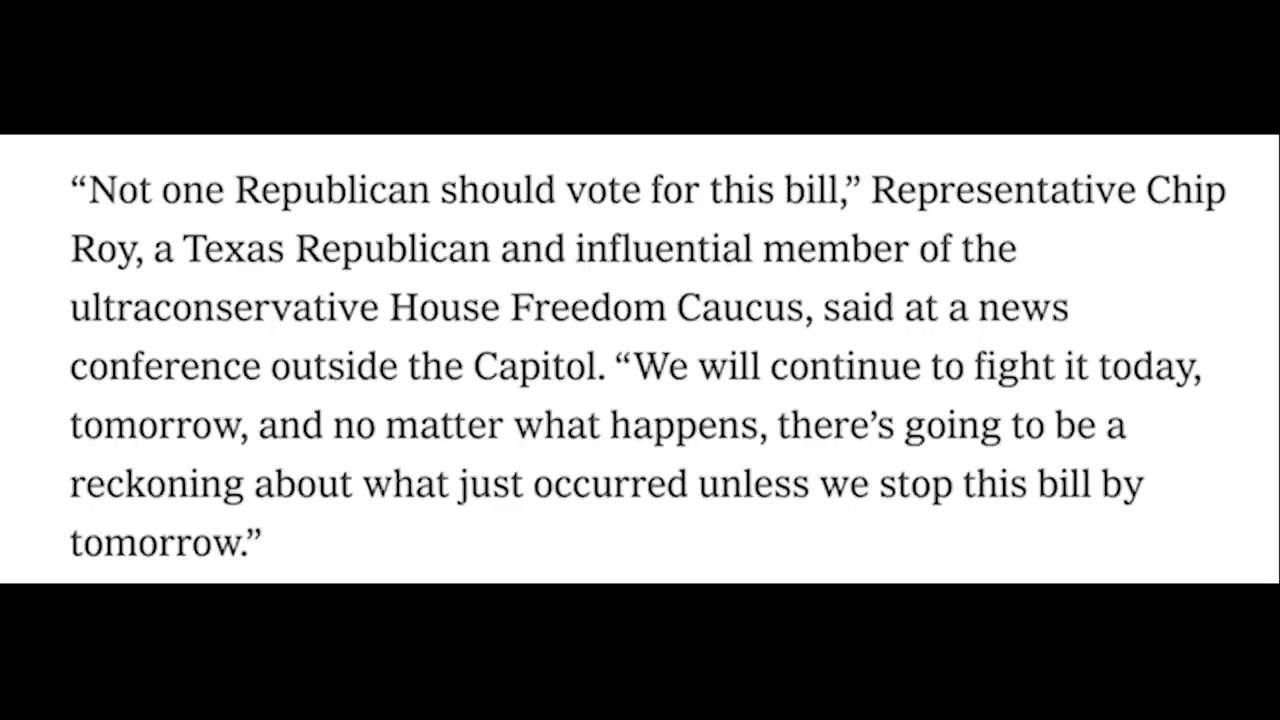 “Not one Republican should vote for this bill,” Representative Chip
Roy, a Texas Republican and influential member of the
ultraconservative House Freedom Caucus, said at a news
conference outside the Capitol. “We will continue to fight it today,
tomorrow, and no matter what happens, there’s going to be a
reckoning about what just occurred unless we stop this bill by
tomorrow.”